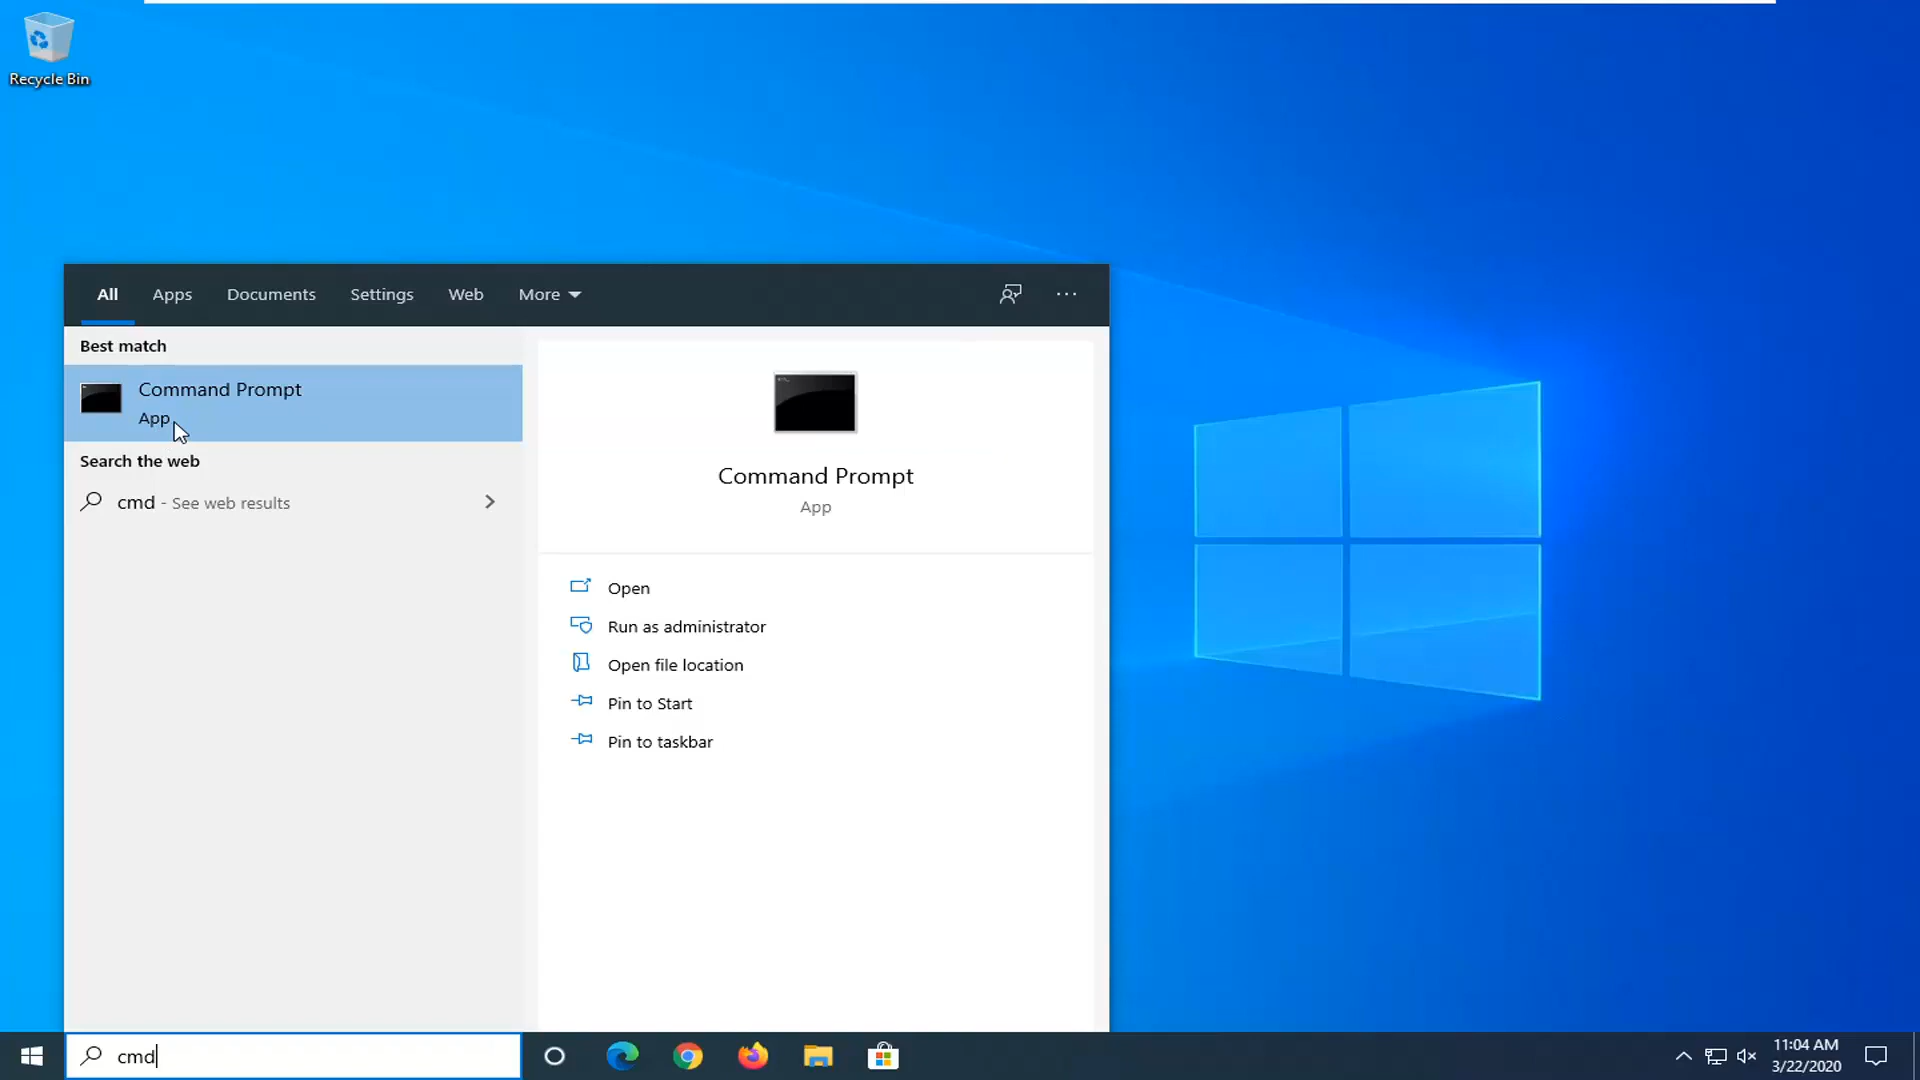 Recycle Bin
All Apps Documents Settings Web More
Best match
Command Prompt
App
Search the web
cmd - See web results
Command Prompt
App
Open
Run as administrator
Open file location
Pin to Start
Pin to taskbar
cmd
11:04 AM
3/22/2020